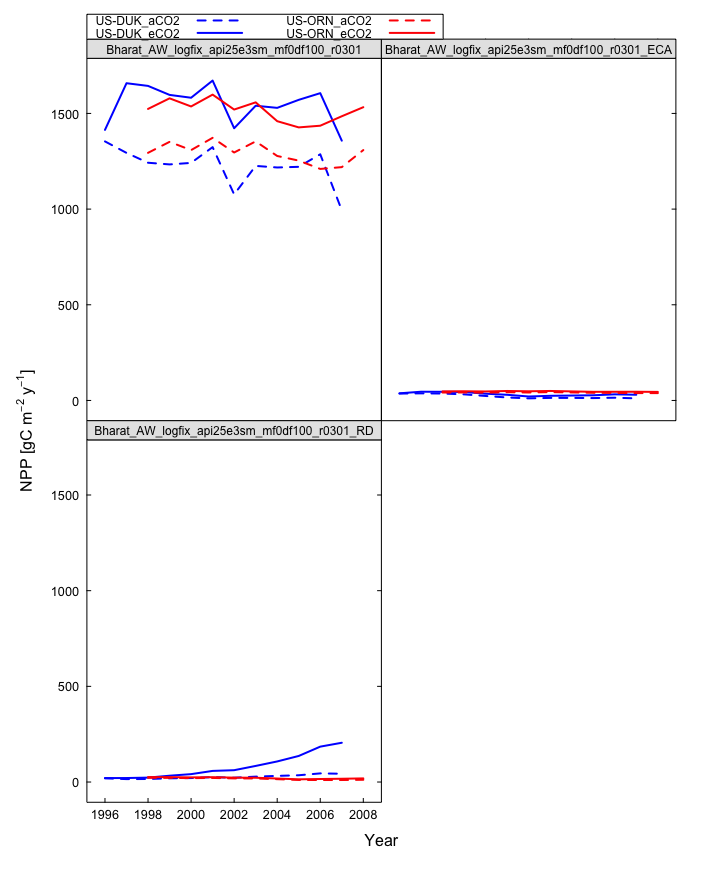 US-DUK_aCO2 US-ORN_aCO2
US-DUK_eCO2 US-ORN_eCO2
Bharat_AW_logfix_api25e3sm_mf0df100_r0301 Bharat_AW_logfix_api25e3sm_mf0df100_r0301_ECA
1500
1000
500
0
NPP [gC m⁻² y⁻¹]
Bharat_AW_logfix_api25e3sm_mf0df100_r0301_RD
1500
1000
500
0
1996 1998 2000 2002 2004 2006 2008
Year